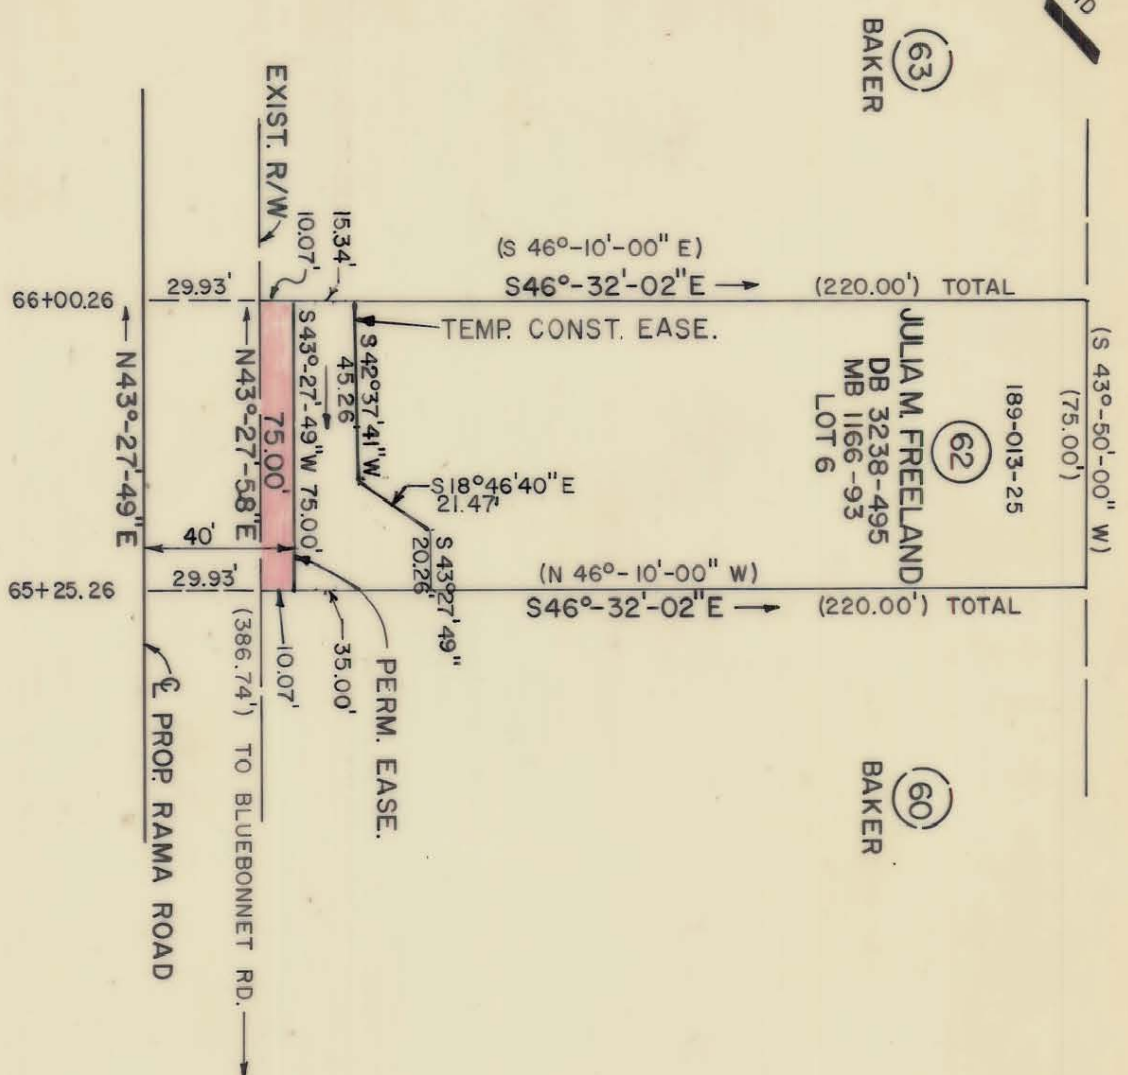 63
BAKER
EXIST. R/W
10.07'
15.34'
(S 46°-10'-00" E)
S46°-32'-02"E
(220.00') TOTAL
66+00.26
29.93'
TEMP. CONST. EASE.
(S 43°-50'-00" W)
(75.00')
189-013-25
62
JULIA M. FREELAND
DB 3238-495
MB 1166-93
LOT 6
S 42°37'41"W
45.26'
S43°-27'-49"W 75.00'
75.00'
N43°-27'-58"E
N43°-27'-49"E
S18°46'40"E
21.47'
S 43°27'49"
20.26'
40'
29.93'
65+25.26
(N 46°-10'-00" W)
S46°-32'-02"E
(220.00') TOTAL
35.00'
10.07'
PERM. EASE.
(386.74') TO BLUEBONNET RD.
℄ PROP. RAMA ROAD
60
BAKER